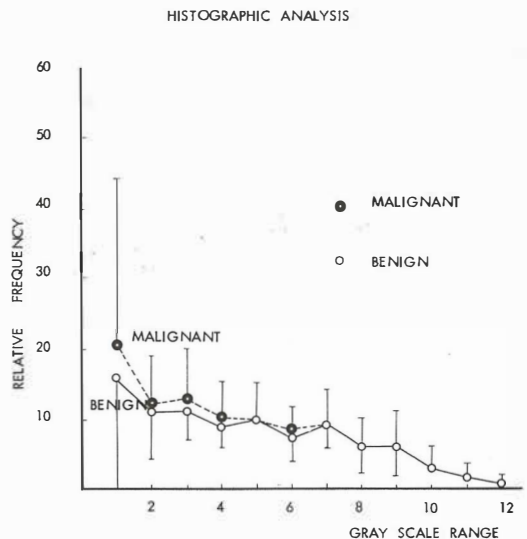 HISTOGRAPHIC ANALYSIS
60
50
40
30
20
10
RELATIVE FREQUENCY
MALIGNANT
BENIGN
MALIGNANT
BENIGN
2
4
6
8
10
12
GRAY SCALE RANGE